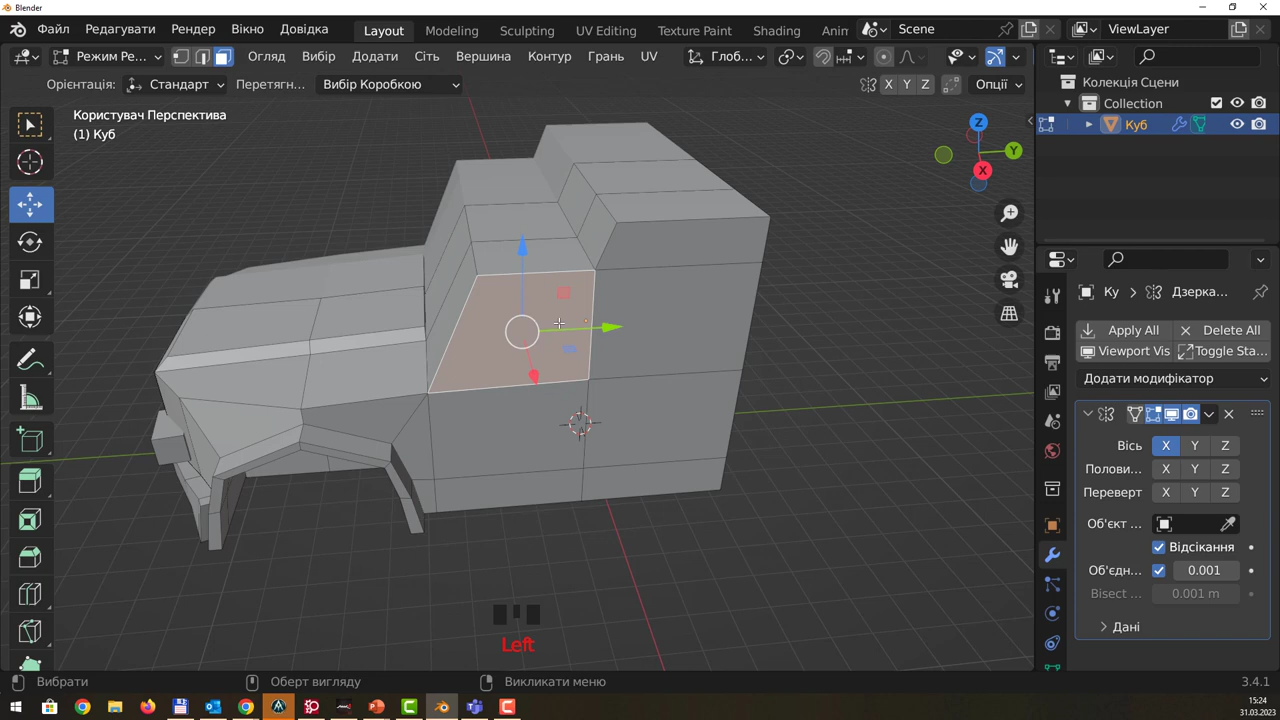 Blender
Файл Редагувати Рендер Вікно Довідка Layout Modeling Sculpting UV Editing Texture Paint Shading Anim Scene ViewLayer
Режим Ре... Огляд Вибір Додати Сіть Вершина Контур Грань UV Глоб...
Орієнтація: Стандарт Перетягн... Вибір Коробкою X Y Z Опції
Користувач Перспектива
(1) Куб
Z
Y
X
Колекція Сцени
Collection
Куб
Ку > Дзерка...
Apply All Delete All
Viewport Vis Toggle Sta...
Додати модифікатор
Вісь X Y Z
Полови... X Y Z
Переверт X Y Z
Об'єкт ...
Відсікання
Об'єдн... 0.001
Bisect ... 0.001 m
Дані
Left
Вибрати Оберт вигляду Викликати меню 3.4.1
15:24
31.03.2023